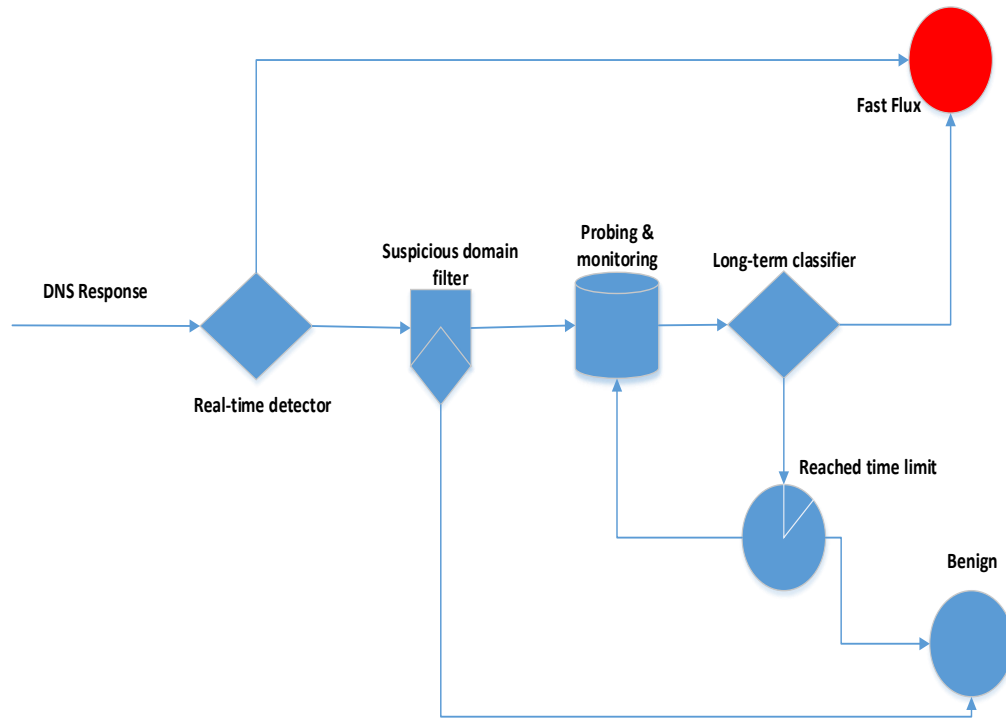 Fast Flux
Probing &
monitoring
Suspicious domain
filter
Long-term classifier
DNS Response
Real-time detector
Reached time limit
Benign